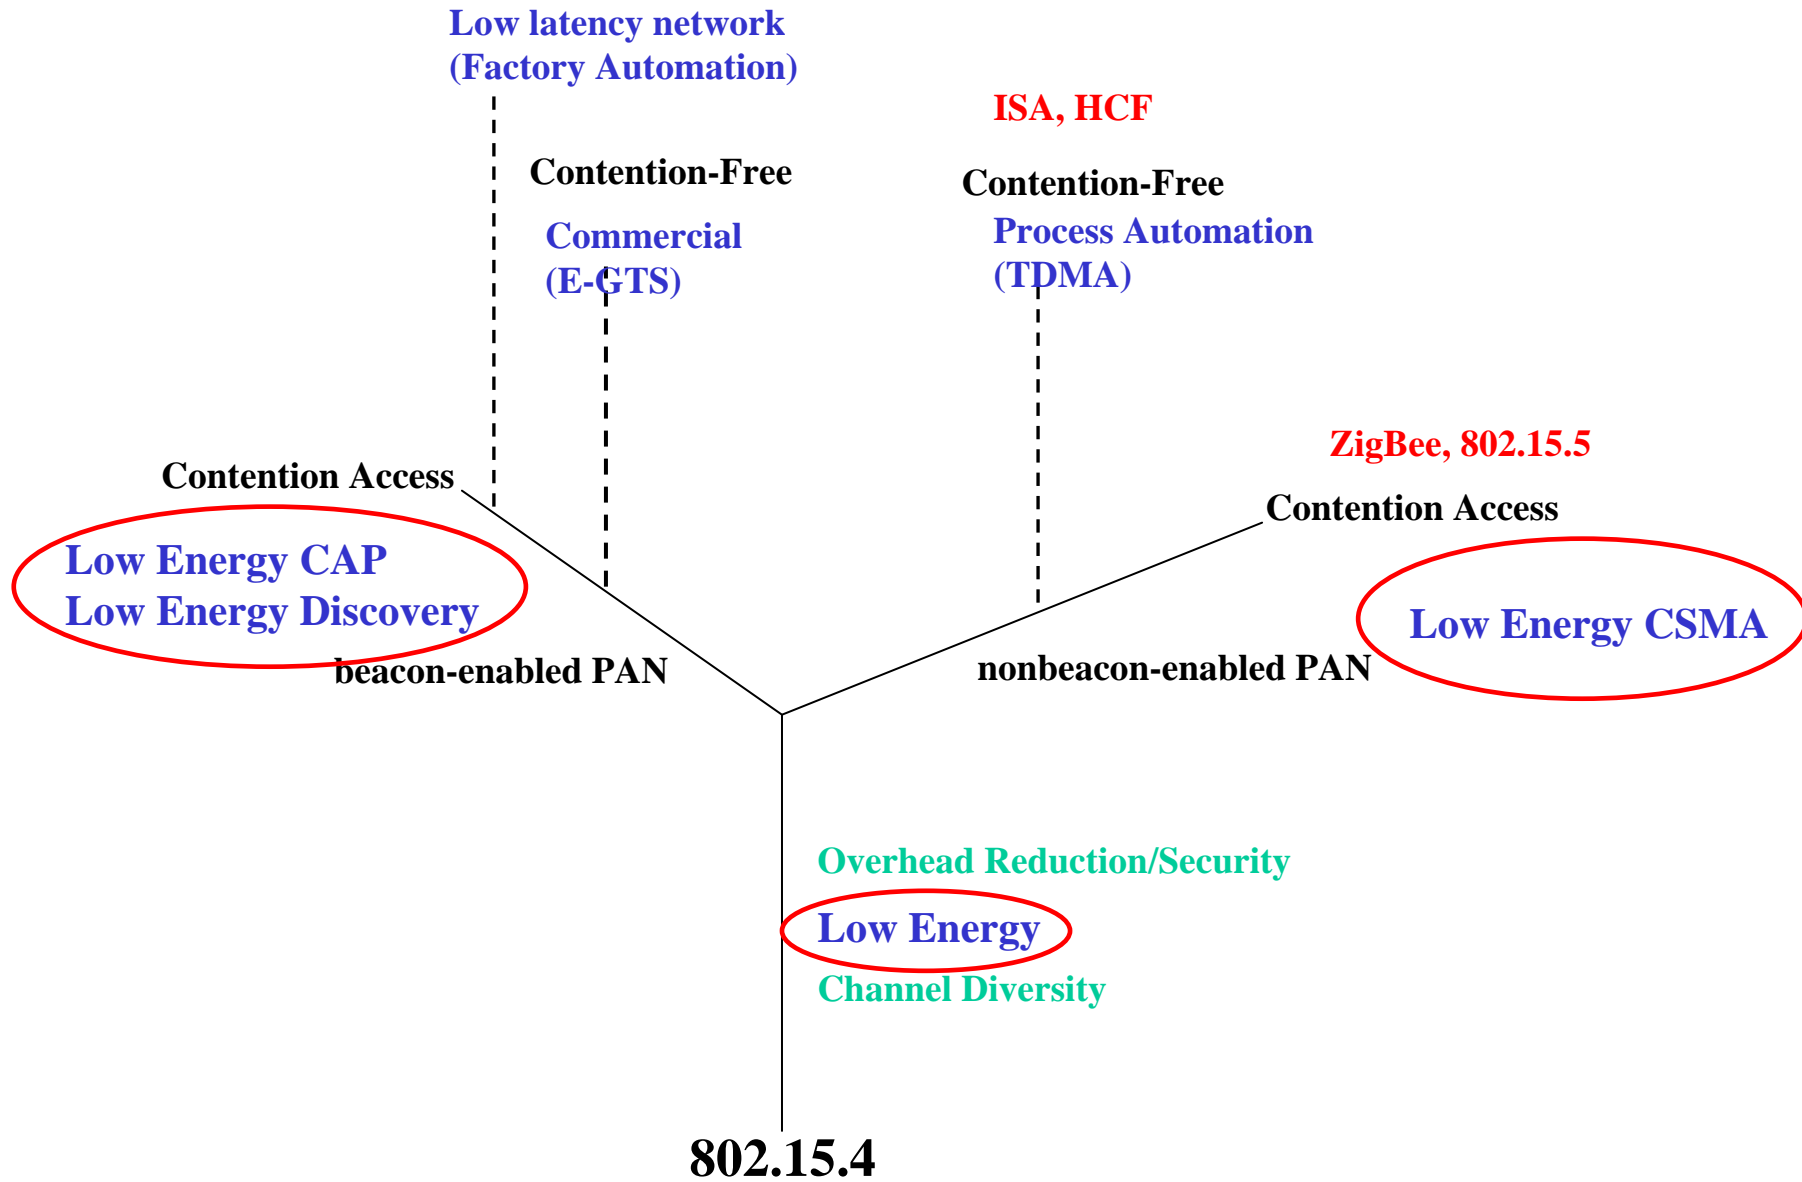 Low latency network
(Factory Automation)
ISA, HCF
Contention-Free
Contention-Free
Commercial
(E-GTS)
Process Automation
(TDMA)
ZigBee, 802.15.5
Contention Access
Contention Access
Low Energy CAP
Low Energy Discovery
Low Energy CSMA
beacon-enabled PAN
nonbeacon-enabled PAN
Overhead Reduction/Security
Low Energy
Channel Diversity
802.15.4